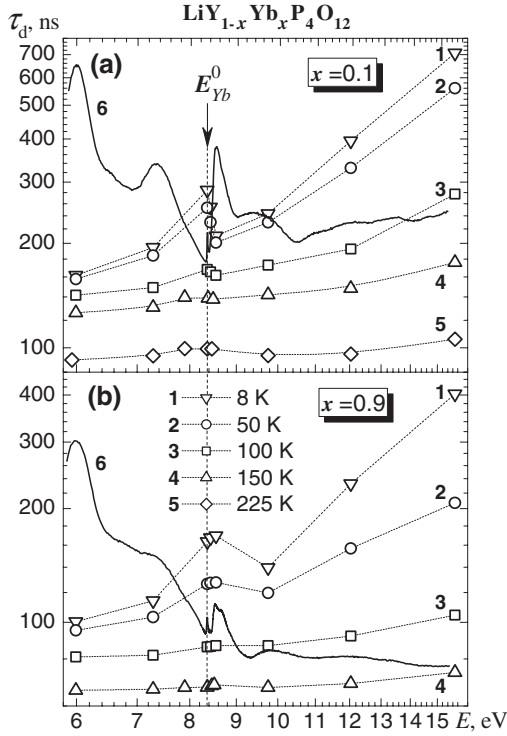 LiY₁₋ₓYbₓP₄O₁₂
τ_d, ns
700
600
500
400
300
200
100
(a)
6
E⁰_Yb
x=0.1
1
2
3
4
5
400
300
200
100
(b)
6
x=0.9
1 8 K
2 50 K
3 100 K
4 150 K
5 225 K
1
2
3
4
6 7 8 9 10 11 12 13 14 15 E, eV